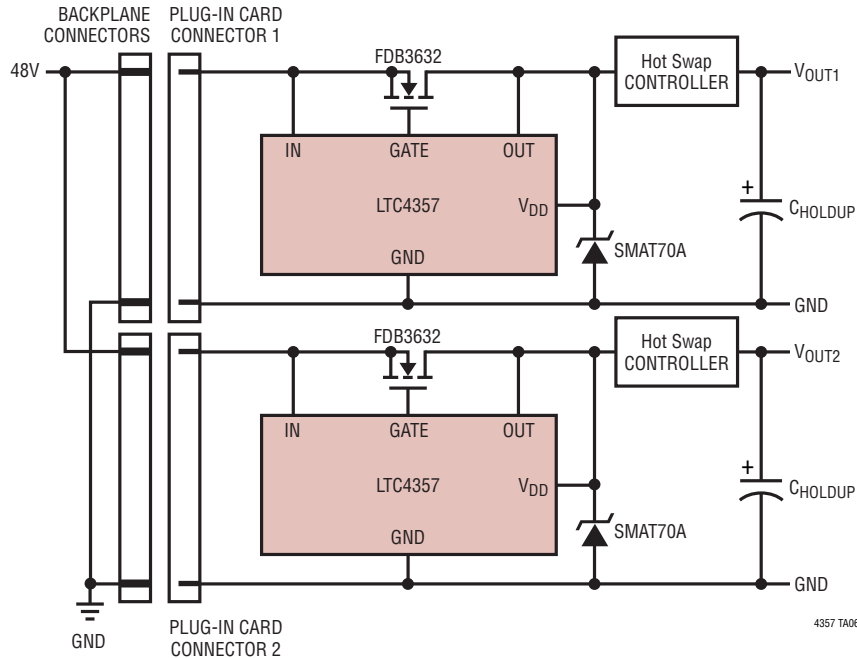 BACKPLANE
CONNECTORS
PLUG-IN CARD
CONNECTOR 1
48V
FDB3632
Hot Swap
CONTROLLER
VOUT1
IN
GATE
OUT
LTC4357
VDD
GND
SMAT70A
+
CHOLDUP
GND
FDB3632
Hot Swap
CONTROLLER
VOUT2
IN
GATE
OUT
LTC4357
VDD
GND
SMAT70A
+
CHOLDUP
GND
GND
PLUG-IN CARD
CONNECTOR 2
4357 TA06